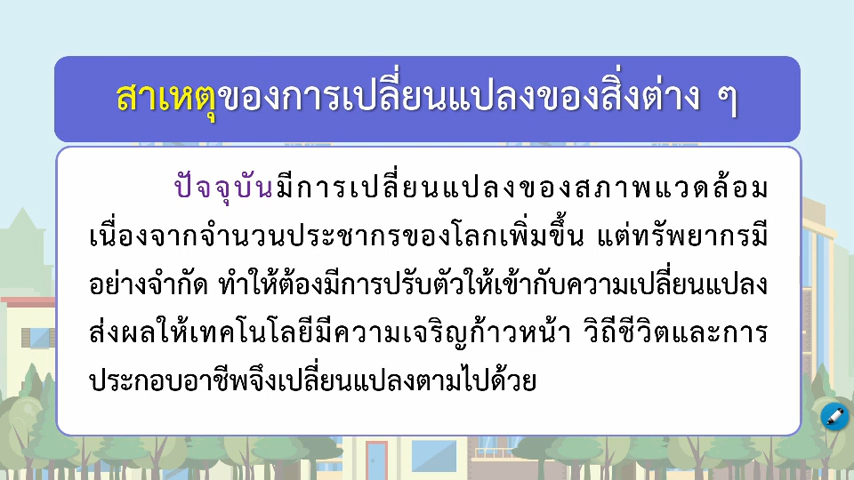 สาเหตุของการเปลี่ยนแปลงของสิ่งต่าง ๆ
ปัจจุบันมีการเปลี่ยนแปลงของสภาพแวดล้อม
เนื่องจากจำนวนประชากรของโลกเพิ่มขึ้น แต่ทรัพยากรมี
อย่างจำกัด ทำให้ต้องมีการปรับตัวให้เข้ากับความเปลี่ยนแปลง
ส่งผลให้เทคโนโลยีมีความเจริญก้าวหน้า วิถีชีวิตและการ
ประกอบอาชีพจึงเปลี่ยนแปลงตามไปด้วย